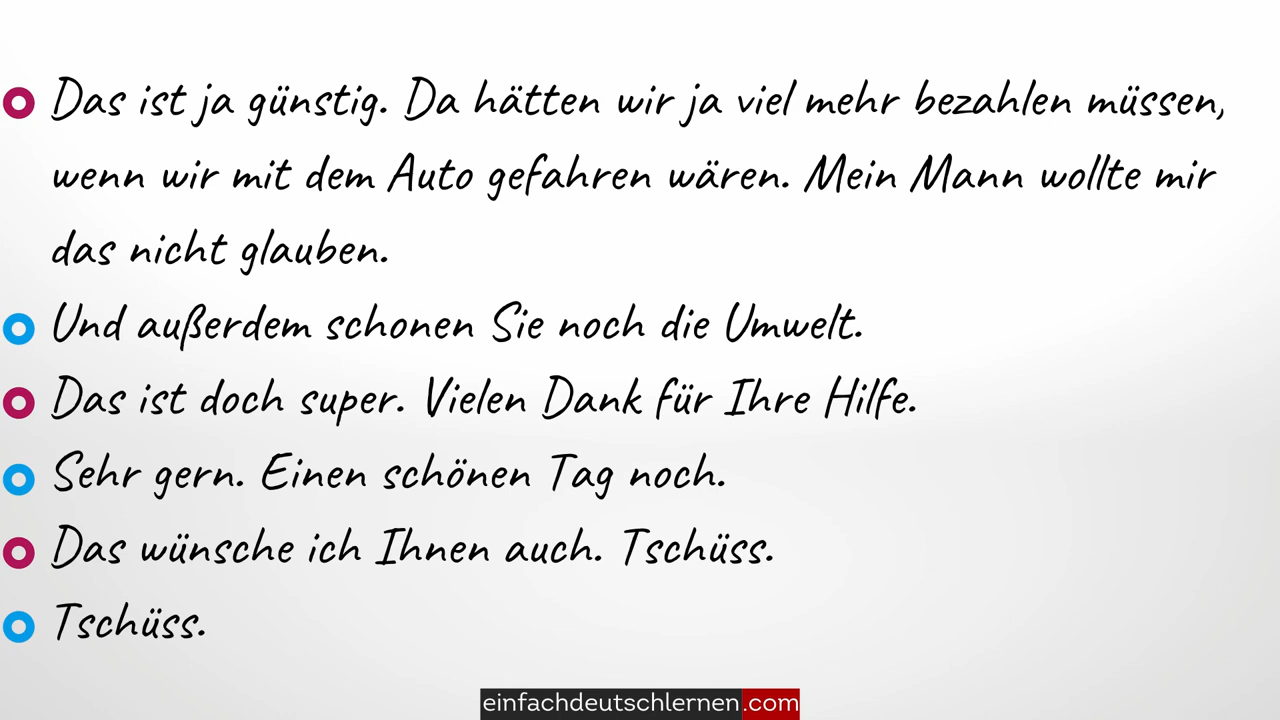 Das ist ja günstig. Da hätten wir ja viel mehr bezahlen müssen,
wenn wir mit dem Auto gefahren wären. Mein Mann wollte mir
das nicht glauben.
Und außerdem schonen Sie noch die Umwelt.
Das ist doch super. Vielen Dank für Ihre Hilfe.
Sehr gern. Einen schönen Tag noch.
Das wünsche ich Ihnen auch. Tschüss.
Tschüss.
einfachdeutschlernen.com